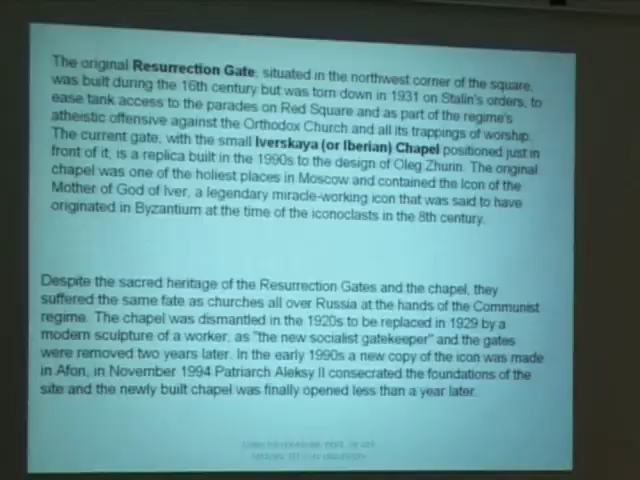 The original Resurrection Gate, situated in the northwest corner of the square,
was built during the 16th century but was torn down in 1931 on Stalin's orders, to
ease tank access to the parades on Red Square and as part of the regime's
atheistic offensive against the Orthodox Church and all its trappings of worship.
The current gate, with the small Iverskaya (or Iberian) Chapel positioned just in
front of it, is a replica built in the 1990s to the design of Oleg Zhurin. The original
chapel was one of the holiest places in Moscow and contained the Icon of the
Mother of God of Iver, a legendary miracle-working icon that was said to have
originated in Byzantium at the time of the iconoclasts in the 8th century.
Despite the sacred heritage of the Resurrection Gates and the chapel, they
suffered the same fate as churches all over Russia at the hands of the Communist
regime. The chapel was dismantled in the 1920s to be replaced in 1929 by a
modern sculpture of a worker, as "the new socialist gatekeeper" and the gates
were removed two years later. In the early 1990s a new copy of the icon was made
in Afon, in November 1994 Patriarch Aleksy II consecrated the foundations of the
site and the newly built chapel was finally opened less than a year later.